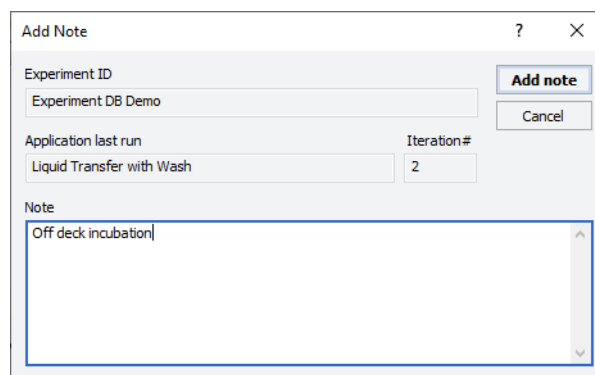 Add Note
?
Experiment ID
Experiment DB Demo
Add note
Cancel
Application last run
Iteration#
Liquid Transfer with Wash
2
Note
Off deck incubation